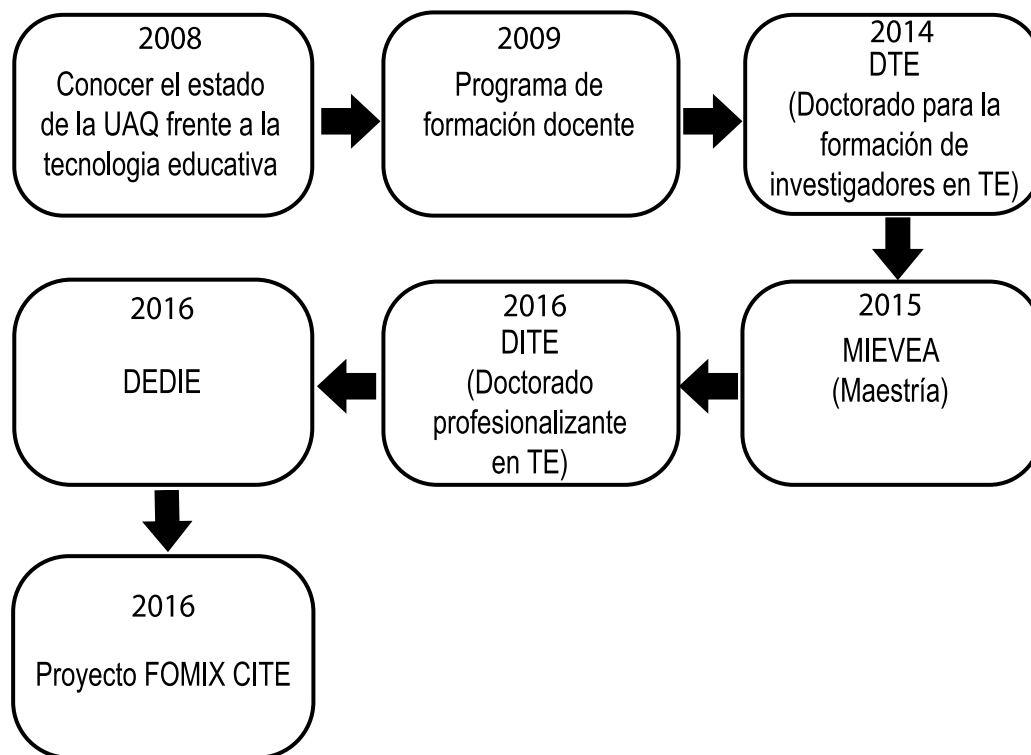 2008
Conocer el estado
de la UAQ frente a la
tecnologia educativa
2009
Programa de
formación docente
2014
DTE
(Doctorado para la
formación de
investigadores en TE)
2015
MIEVEA
(Maestría)
2016
DITE
(Doctorado
profesionalizante
en TE)
2016
DEDIE
2016
Proyecto FOMIX CITE